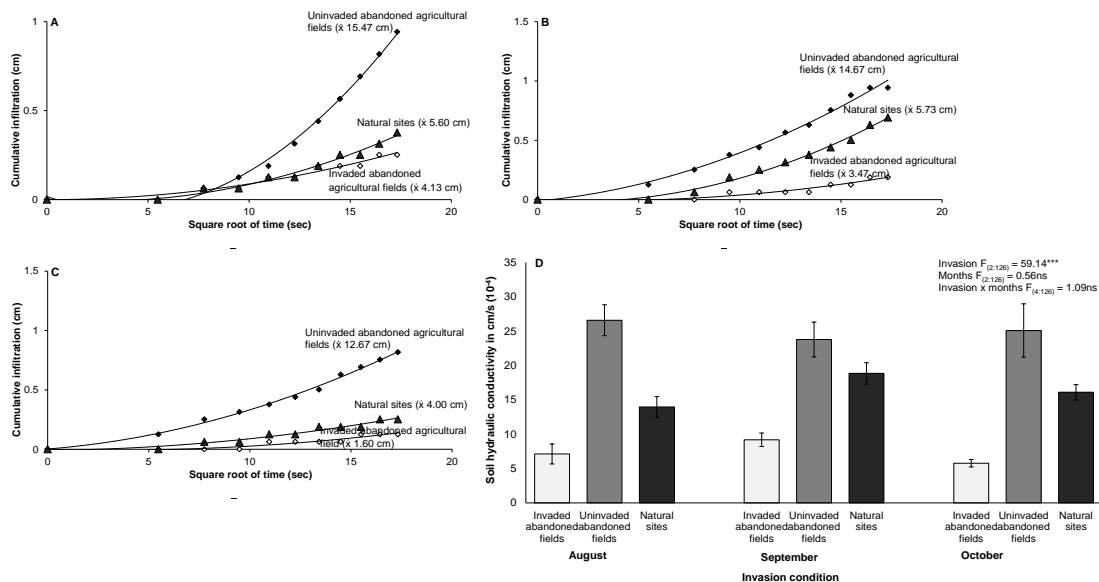 A
Uninvaded abandoned agricultural
fields (ẋ 15.47 cm)
Natural sites (ẋ 5.60 cm)
Invaded abandoned
agricultural fields (ẋ 4.13 cm)
Cumulative infiltration (cm)
1
0.5
0
0 5 10 15 20
Square root of time (sec)
B
Uninvaded abandoned agricultural
fields (ẋ 14.67 cm)
Natural sites (ẋ 5.73 cm)
Invaded abandoned agricultural
fields (ẋ 3.47 cm)
Cumulative infiltration (cm)
1.5
1
0.5
0
0 5 10 15 20
Square root of time (sec)
C
Uninvaded abandoned agricultural
fields (ẋ 12.67 cm)
Natural sites (ẋ 4.00 cm)
Invaded abandoned agricultural
field (ẋ 1.60 cm)
Cumulative infiltration (cm)
1.5
1
0.5
0
0 5 10 15 20
Square root of time (sec)
D
Invasion F(2:126) = 59.14***
Months F(2:126) = 0.56ns
Invasion x months F(4:126) = 1.09ns
Soil hydraulic conductivity in cm/s (10⁻⁴)
35
30
25
20
15
10
5
0
Invaded abandoned fields
Uninvaded abandoned fields
Natural sites
Invaded abandoned fields
Uninvaded abandoned fields
Natural sites
Invaded abandoned fields
Uninvaded abandoned fields
Natural sites
August September October
Invasion condition